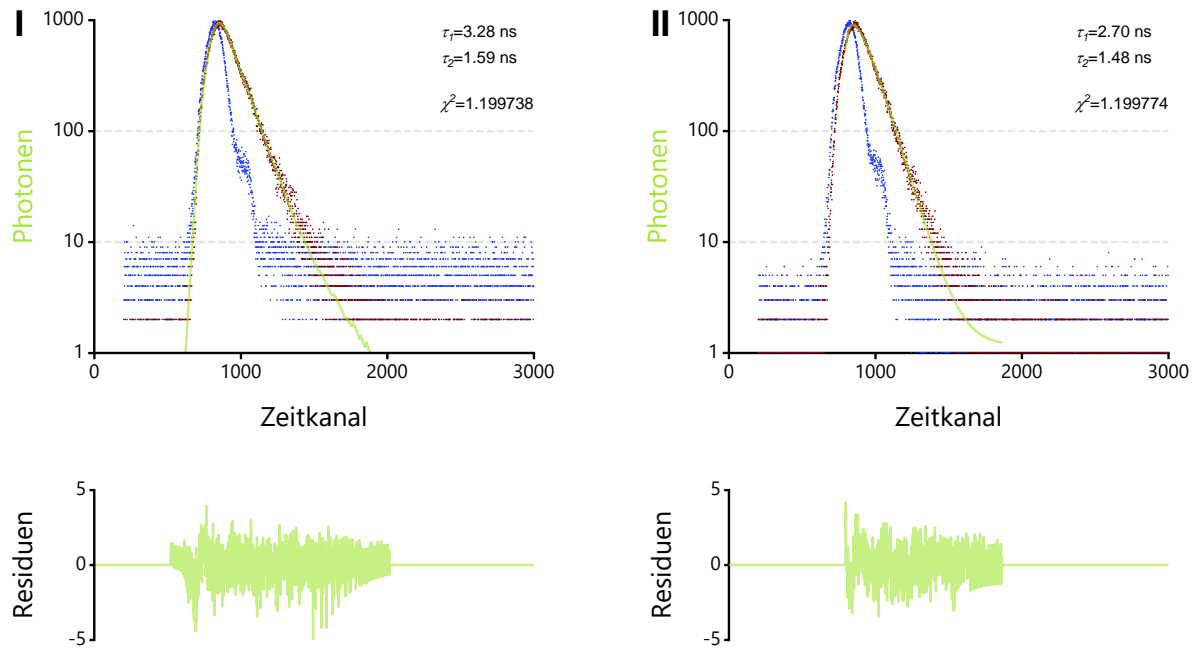 I
τ1=3.28 ns
τ2=1.59 ns
χ²=1.199738
Photonen
1000
100
10
1
0
1000
2000
3000
Zeitkanal
Residuen
5
0
-5
II
τ1=2.70 ns
τ2=1.48 ns
χ²=1.199774
Photonen
1000
100
10
1
0
1000
2000
3000
Zeitkanal
Residuen
5
0
-5